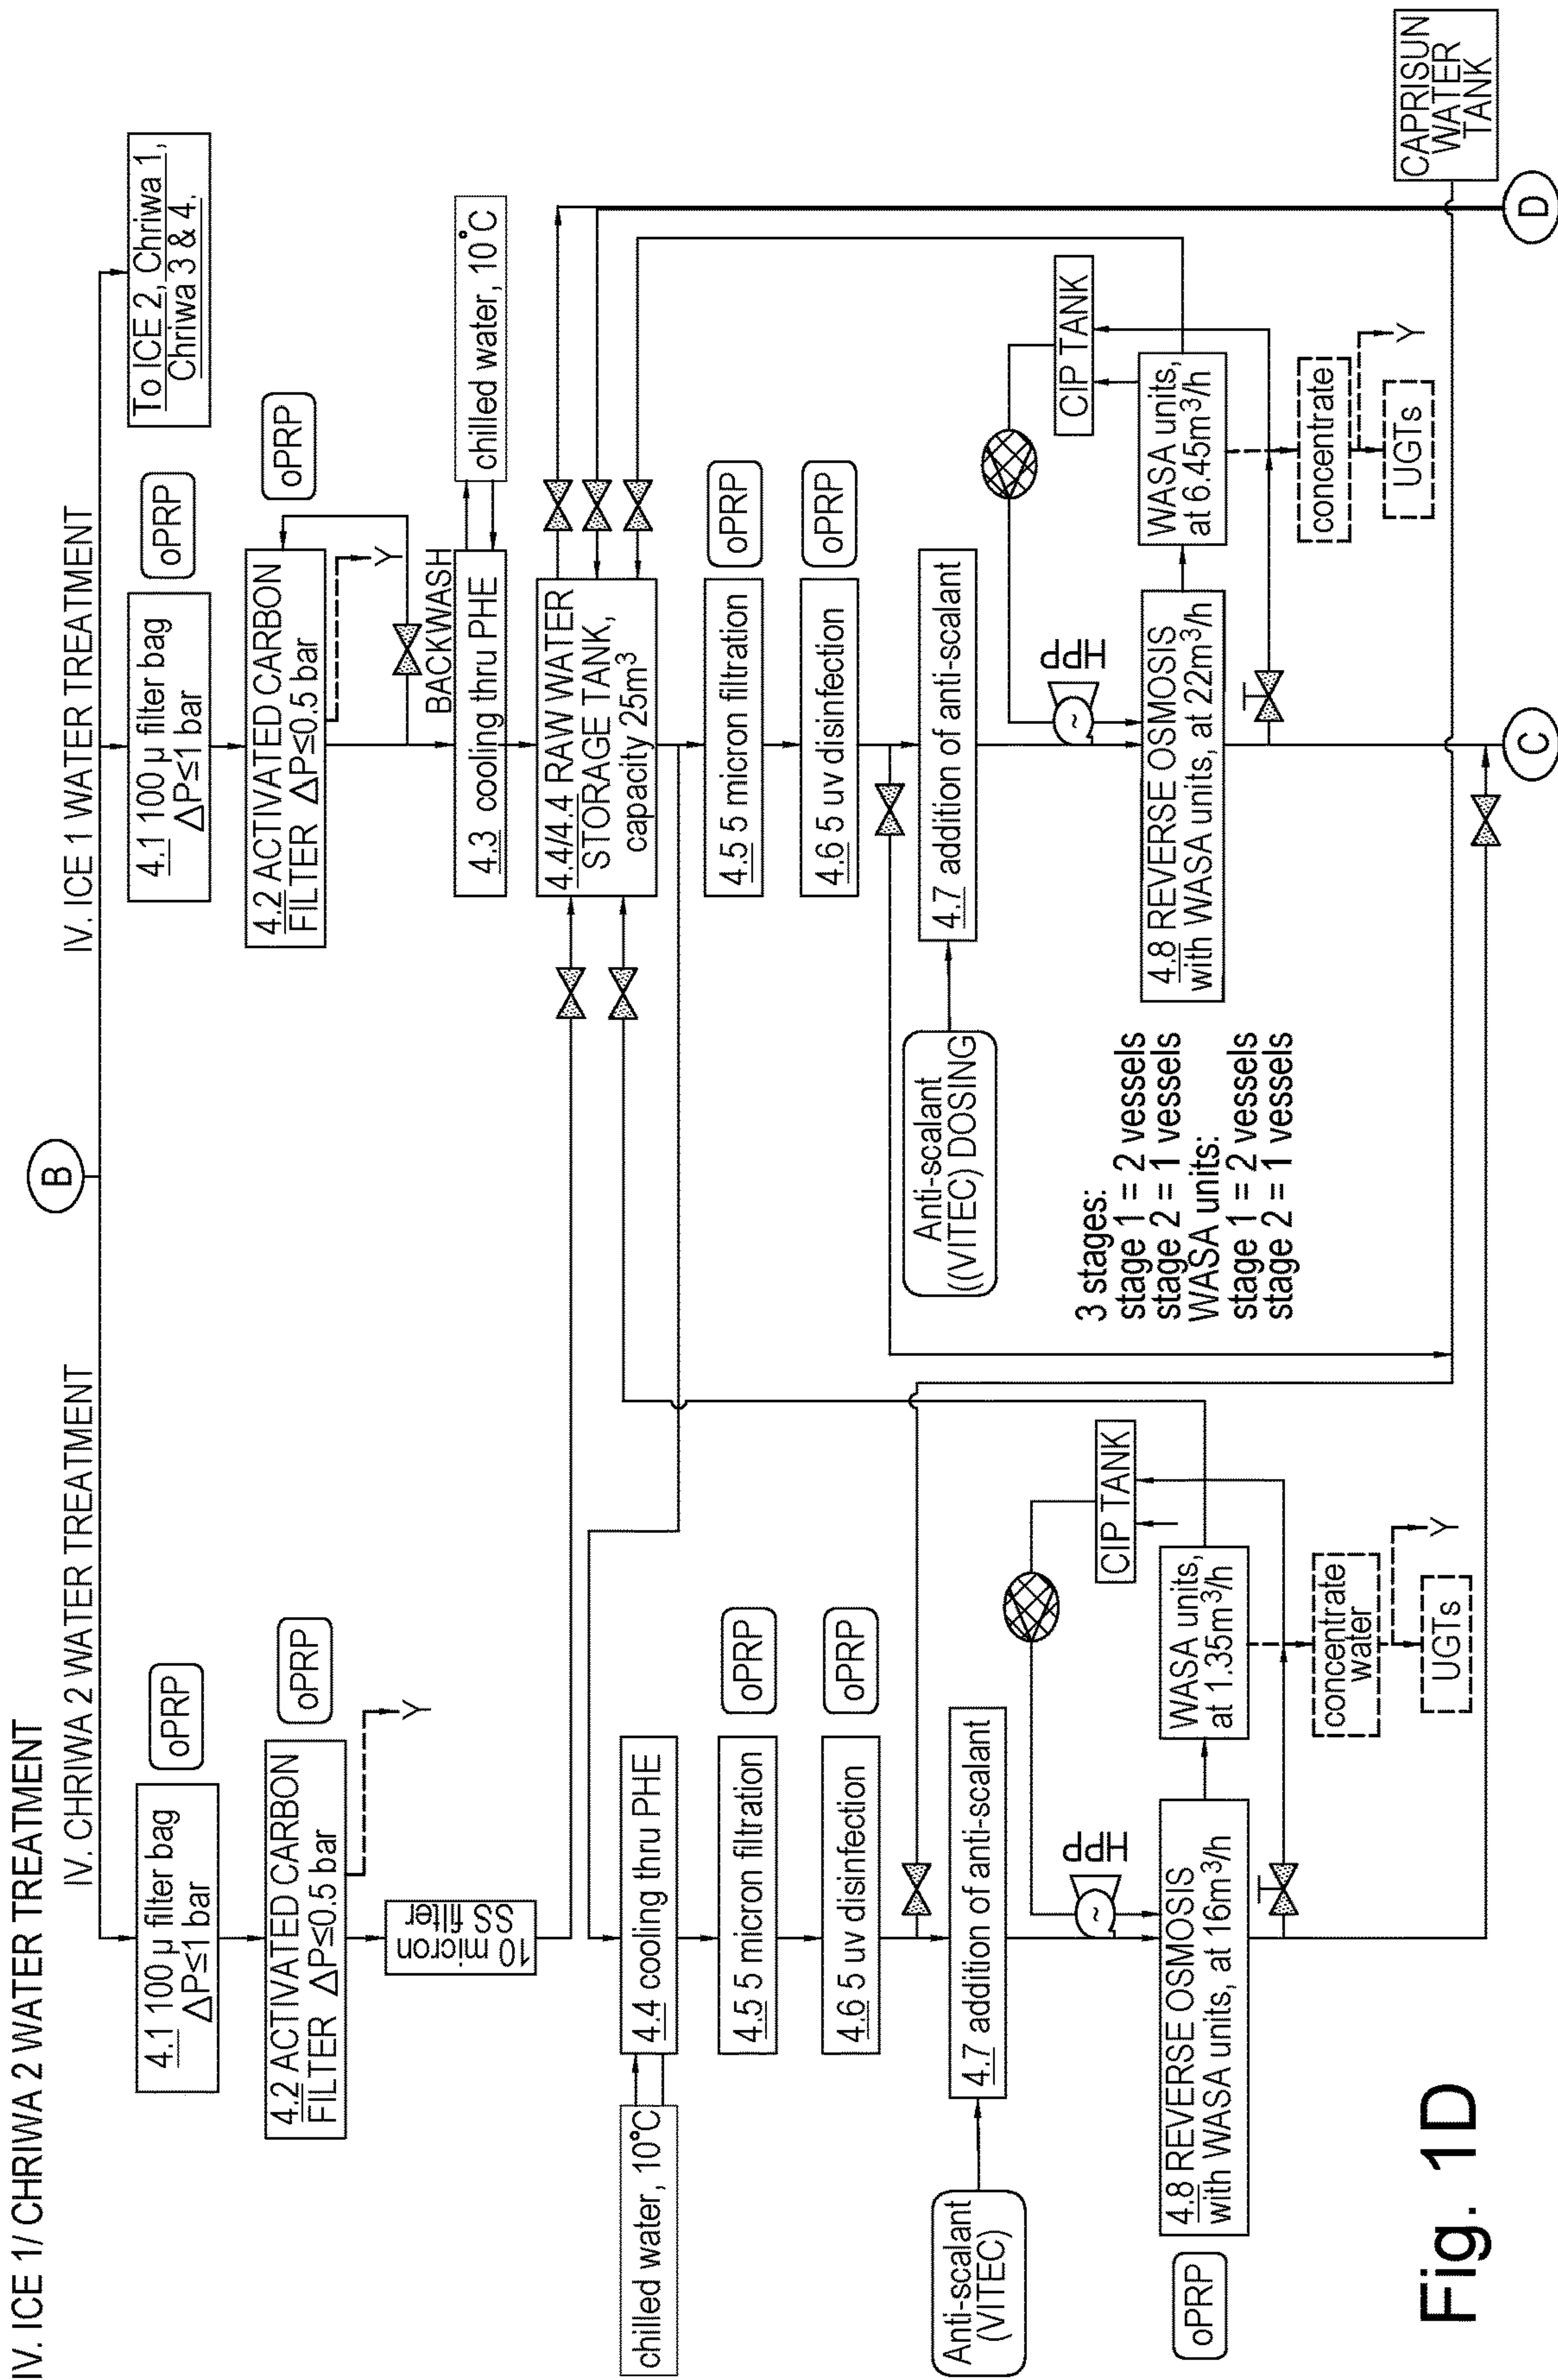 IV. ICE 1/ CHRIWA 2 WATER TREATMENT
B
IV. CHRIWA 2 WATER TREATMENT
4.1 100 µ filter bag
ΔP≤1 bar
oPRP
4.2 ACTIVATED CARBON
FILTER ΔP≤0.5 bar
oPRP
Y
10 micron
SS filter
chilled water, 10°C
4.4 cooling thru PHE
4.5 5 micron filtration
oPRP
4.6 5 uv disinfection
oPRP
Anti-scalant
(VITEC)
4.7 addition of anti-scalant
HPP
~
CIP TANK
oPRP
4.8 REVERSE OSMOSIS
with WASA units, at 16m³/h
WASA units,
at 1.35m³/h
concentrate
water
Y
UGTs
IV. ICE 1 WATER TREATMENT
4.1 100 µ filter bag
ΔP≤1 bar
oPRP
To ICE 2, Chriwa 1,
Chriwa 3 & 4.
4.2 ACTIVATED CARBON
FILTER ΔP≤0.5 bar
oPRP
Y
BACKWASH
4.3 cooling thru PHE
chilled water, 10°C
4.4/4.4 RAW WATER
STORAGE TANK,
capacity 25m³
4.5 5 micron filtration
oPRP
4.6 5 uv disinfection
oPRP
Anti-scalant
((VITEC) DOSING
4.7 addition of anti-scalant
HPP
~
CIP TANK
3 stages:
stage 1 = 2 vessels
stage 2 = 1 vessels
WASA units:
stage 1 = 2 vessels
stage 2 = 1 vessels
4.8 REVERSE OSMOSIS
with WASA units, at 22m³/h
WASA units,
at 6.45m³/h
concentrate
Y
UGTs
CAPRISUN
WATER
TANK
C
D
Fig. 1D